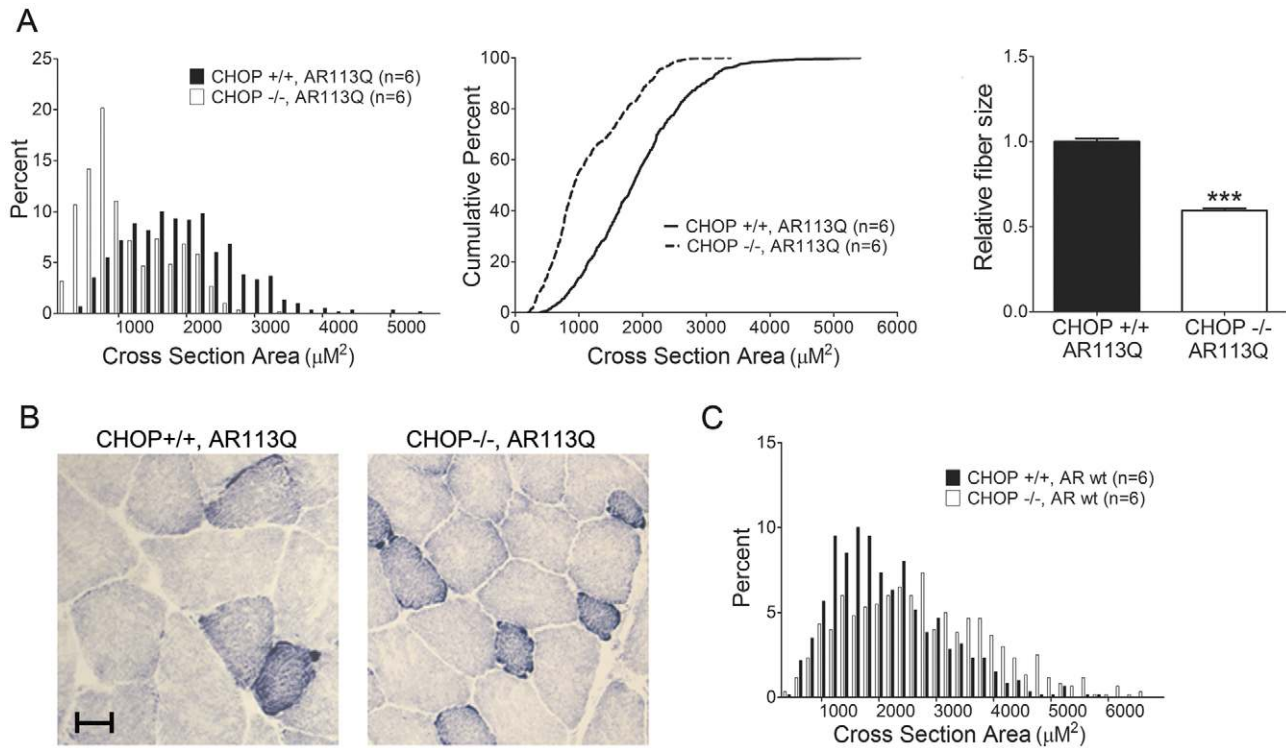 A
25
20
15
10
5
0
Percent
CHOP +/+, AR113Q (n=6)
CHOP -/-, AR113Q (n=6)
1000 2000 3000 4000 5000
Cross Section Area (μM²)
100
80
60
40
20
0
Cumulative Percent
CHOP +/+, AR113Q (n=6)
CHOP -/-, AR113Q (n=6)
0 1000 2000 3000 4000 5000 6000
Cross Section Area (μM²)
1.5
1.0
0.5
0.0
Relative fiber size
***
CHOP +/+
AR113Q
CHOP -/-
AR113Q
B
CHOP+/+, AR113Q
CHOP-/-, AR113Q
C
15
10
5
0
Percent
CHOP +/+, AR wt (n=6)
CHOP -/-, AR wt (n=6)
1000 2000 3000 4000 5000 6000
Cross Section Area (μM²)